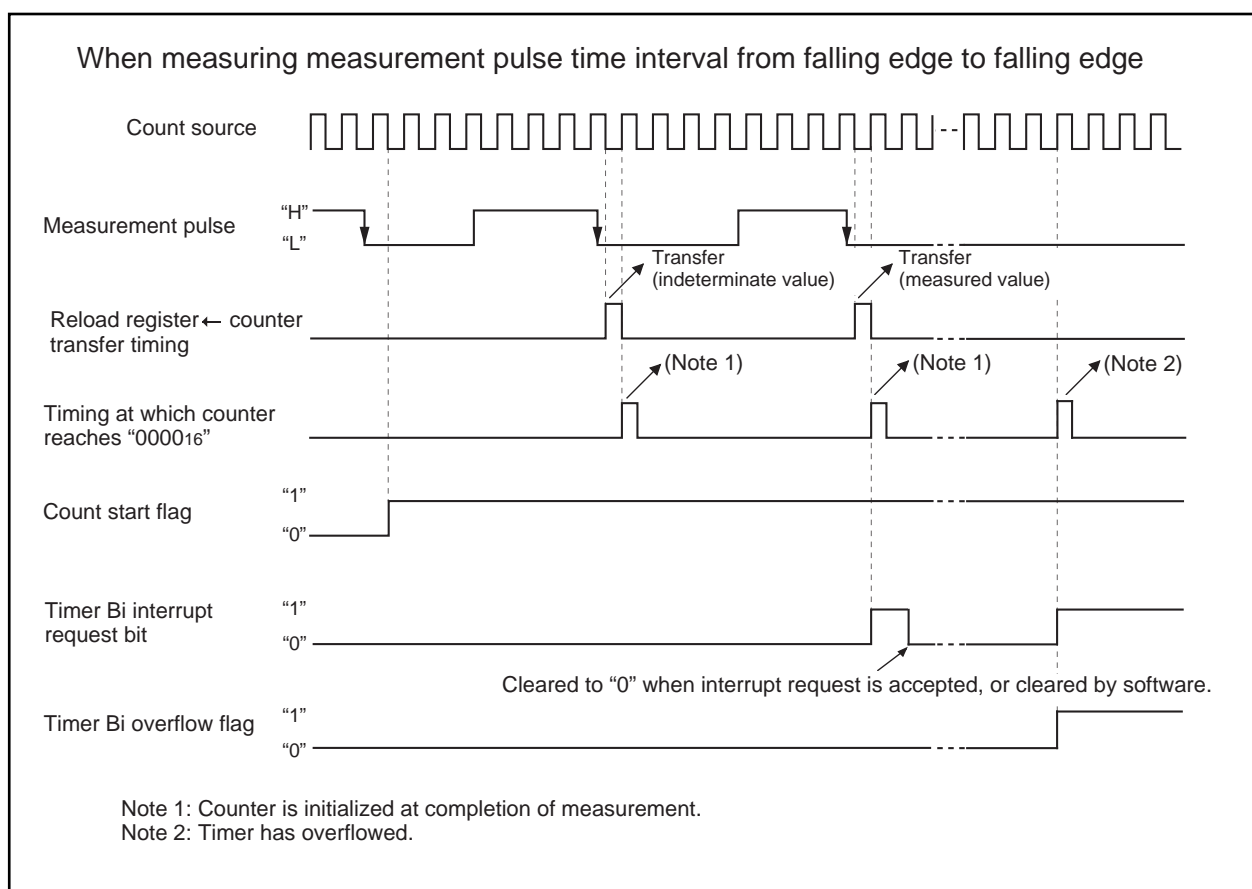 When measuring measurement pulse time interval from falling edge to falling edge
Count source
Measurement pulse
“H”
“L”
Transfer
(indeterminate value)
Transfer
(measured value)
Reload register ← counter
transfer timing
(Note 1)
(Note 1)
(Note 2)
Timing at which counter
reaches “000016”
Count start flag
“1”
“0”
Timer Bi interrupt
request bit
“1”
“0”
Cleared to “0” when interrupt request is accepted, or cleared by software.
Timer Bi overflow flag
“1”
“0”
Note 1: Counter is initialized at completion of measurement.
Note 2: Timer has overflowed.